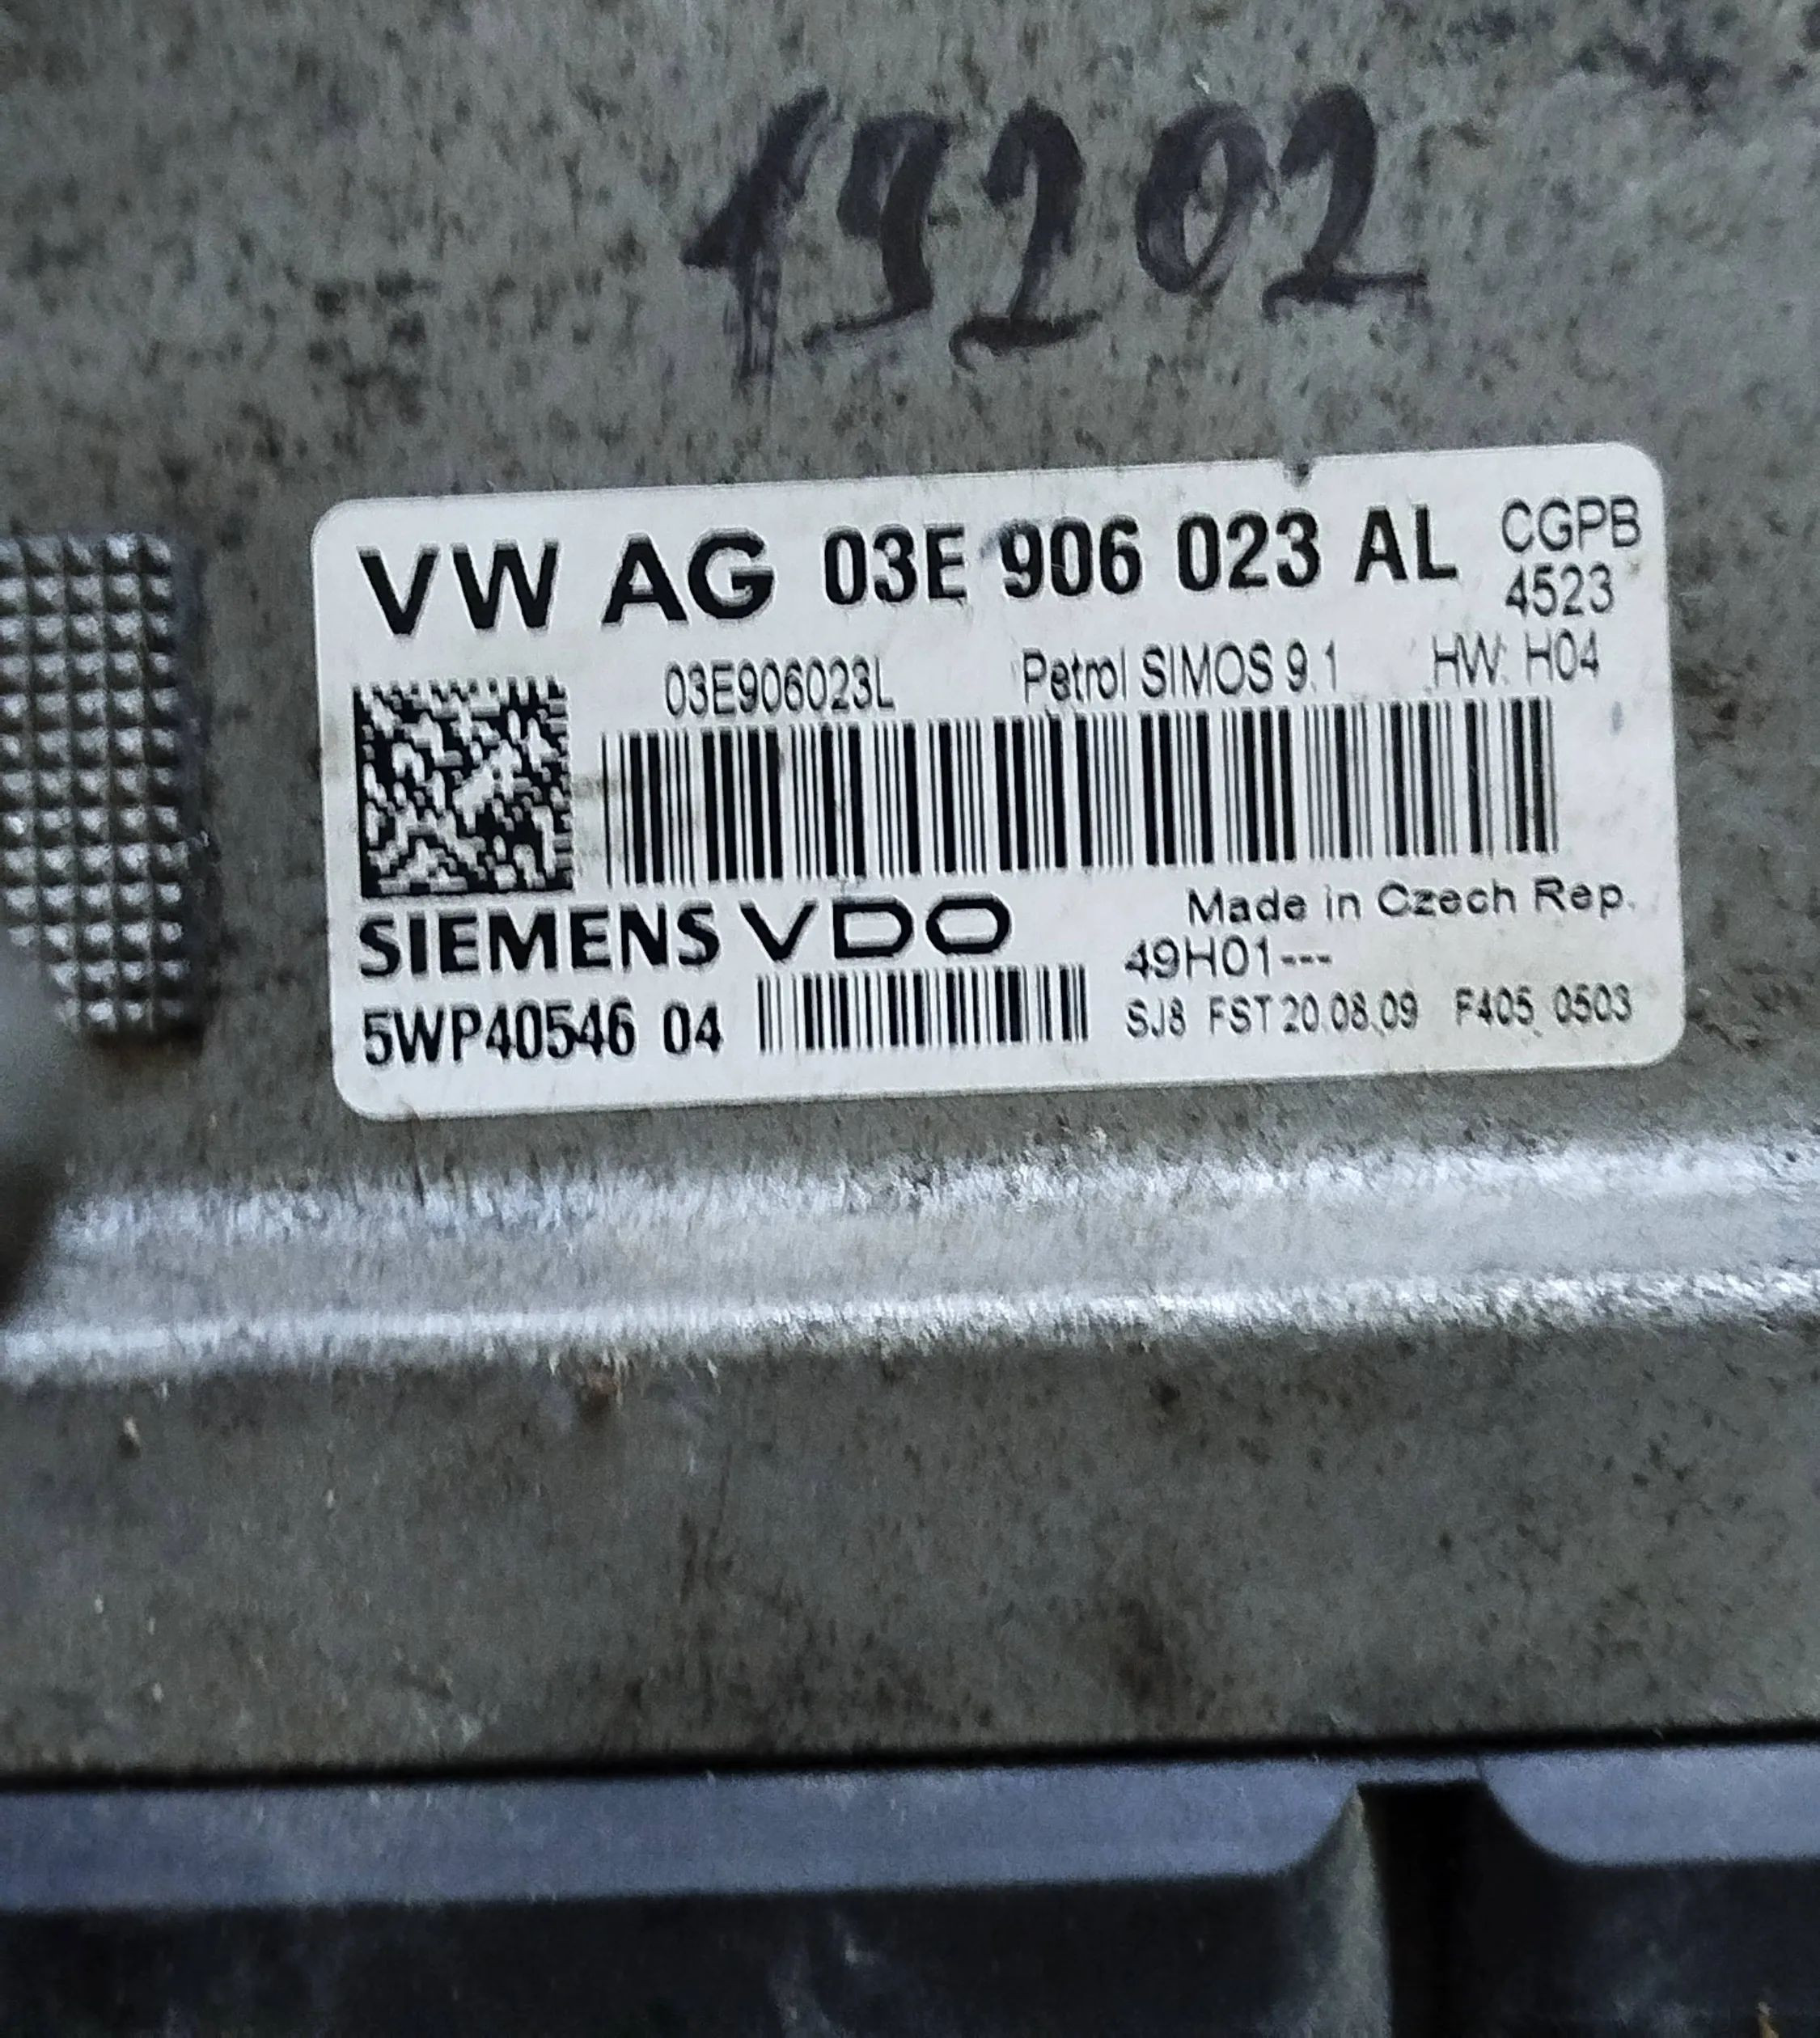 19202
VW AG 03E 906 023 AL CGPB
4523
03E906023L Petrol SIMOS 9.1 HW: H04
SIEMENS VDO Made in Czech Rep.
49H01---
5WP40546 04 SJ8 FST 20.08.09 F405 0503